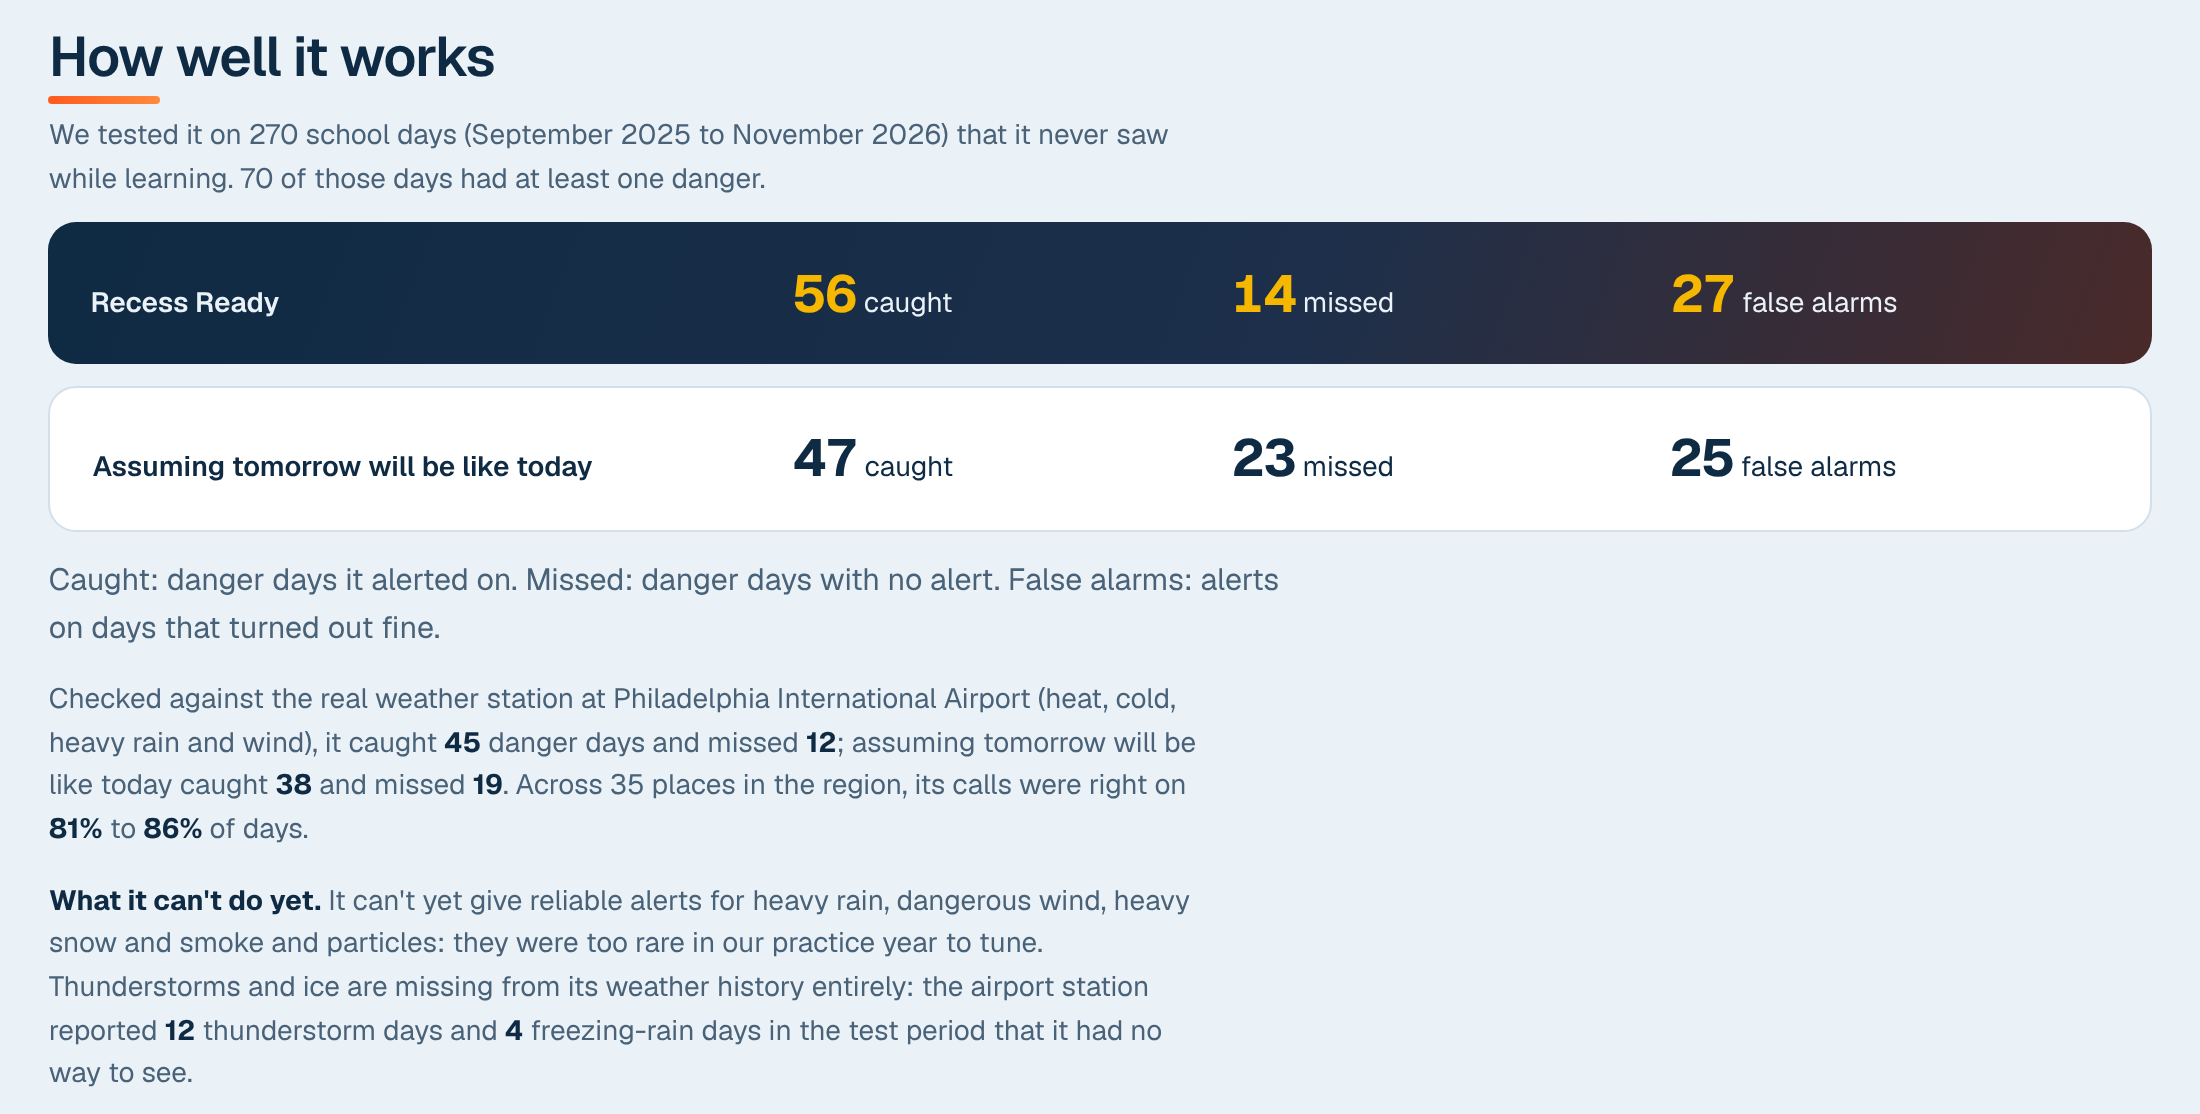 How well it works
We tested it on 270 school days (September 2025 to November 2026) that it never saw
while learning. 70 of those days had at least one danger.
Recess Ready 56 caught 14 missed 27 false alarms
Assuming tomorrow will be like today 47 caught 23 missed 25 false alarms
Caught: danger days it alerted on. Missed: danger days with no alert. False alarms: alerts
on days that turned out fine.
Checked against the real weather station at Philadelphia International Airport (heat, cold,
heavy rain and wind), it caught 45 danger days and missed 12; assuming tomorrow will be
like today caught 38 and missed 19. Across 35 places in the region, its calls were right on
81% to 86% of days.
What it can't do yet. It can't yet give reliable alerts for heavy rain, dangerous wind, heavy
snow and smoke and particles: they were too rare in our practice year to tune.
Thunderstorms and ice are missing from its weather history entirely: the airport station
reported 12 thunderstorm days and 4 freezing-rain days in the test period that it had no
way to see.